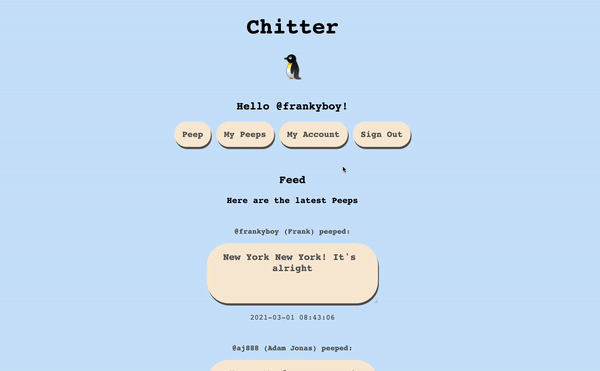 Chitter
Hello @frankyboy!
Peep
My Peeps
My Account
Sign Out
Feed
Here are the latest Peeps
@frankyboy (Frank) peeped:
New York New York! It's
alright
2021-03-01 08:43:06
@aj888 (Adam Jonas) peeped: